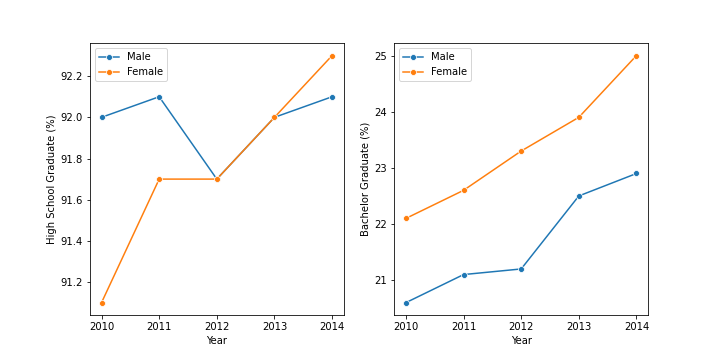 Male
Female
92.2
92.0
91.8
91.6
91.4
91.2
High School Graduate (%)
2010 2011 2012 2013 2014
Year
Male
Female
25
24
23
22
21
Bachelor Graduate (%)
2010 2011 2012 2013 2014
Year